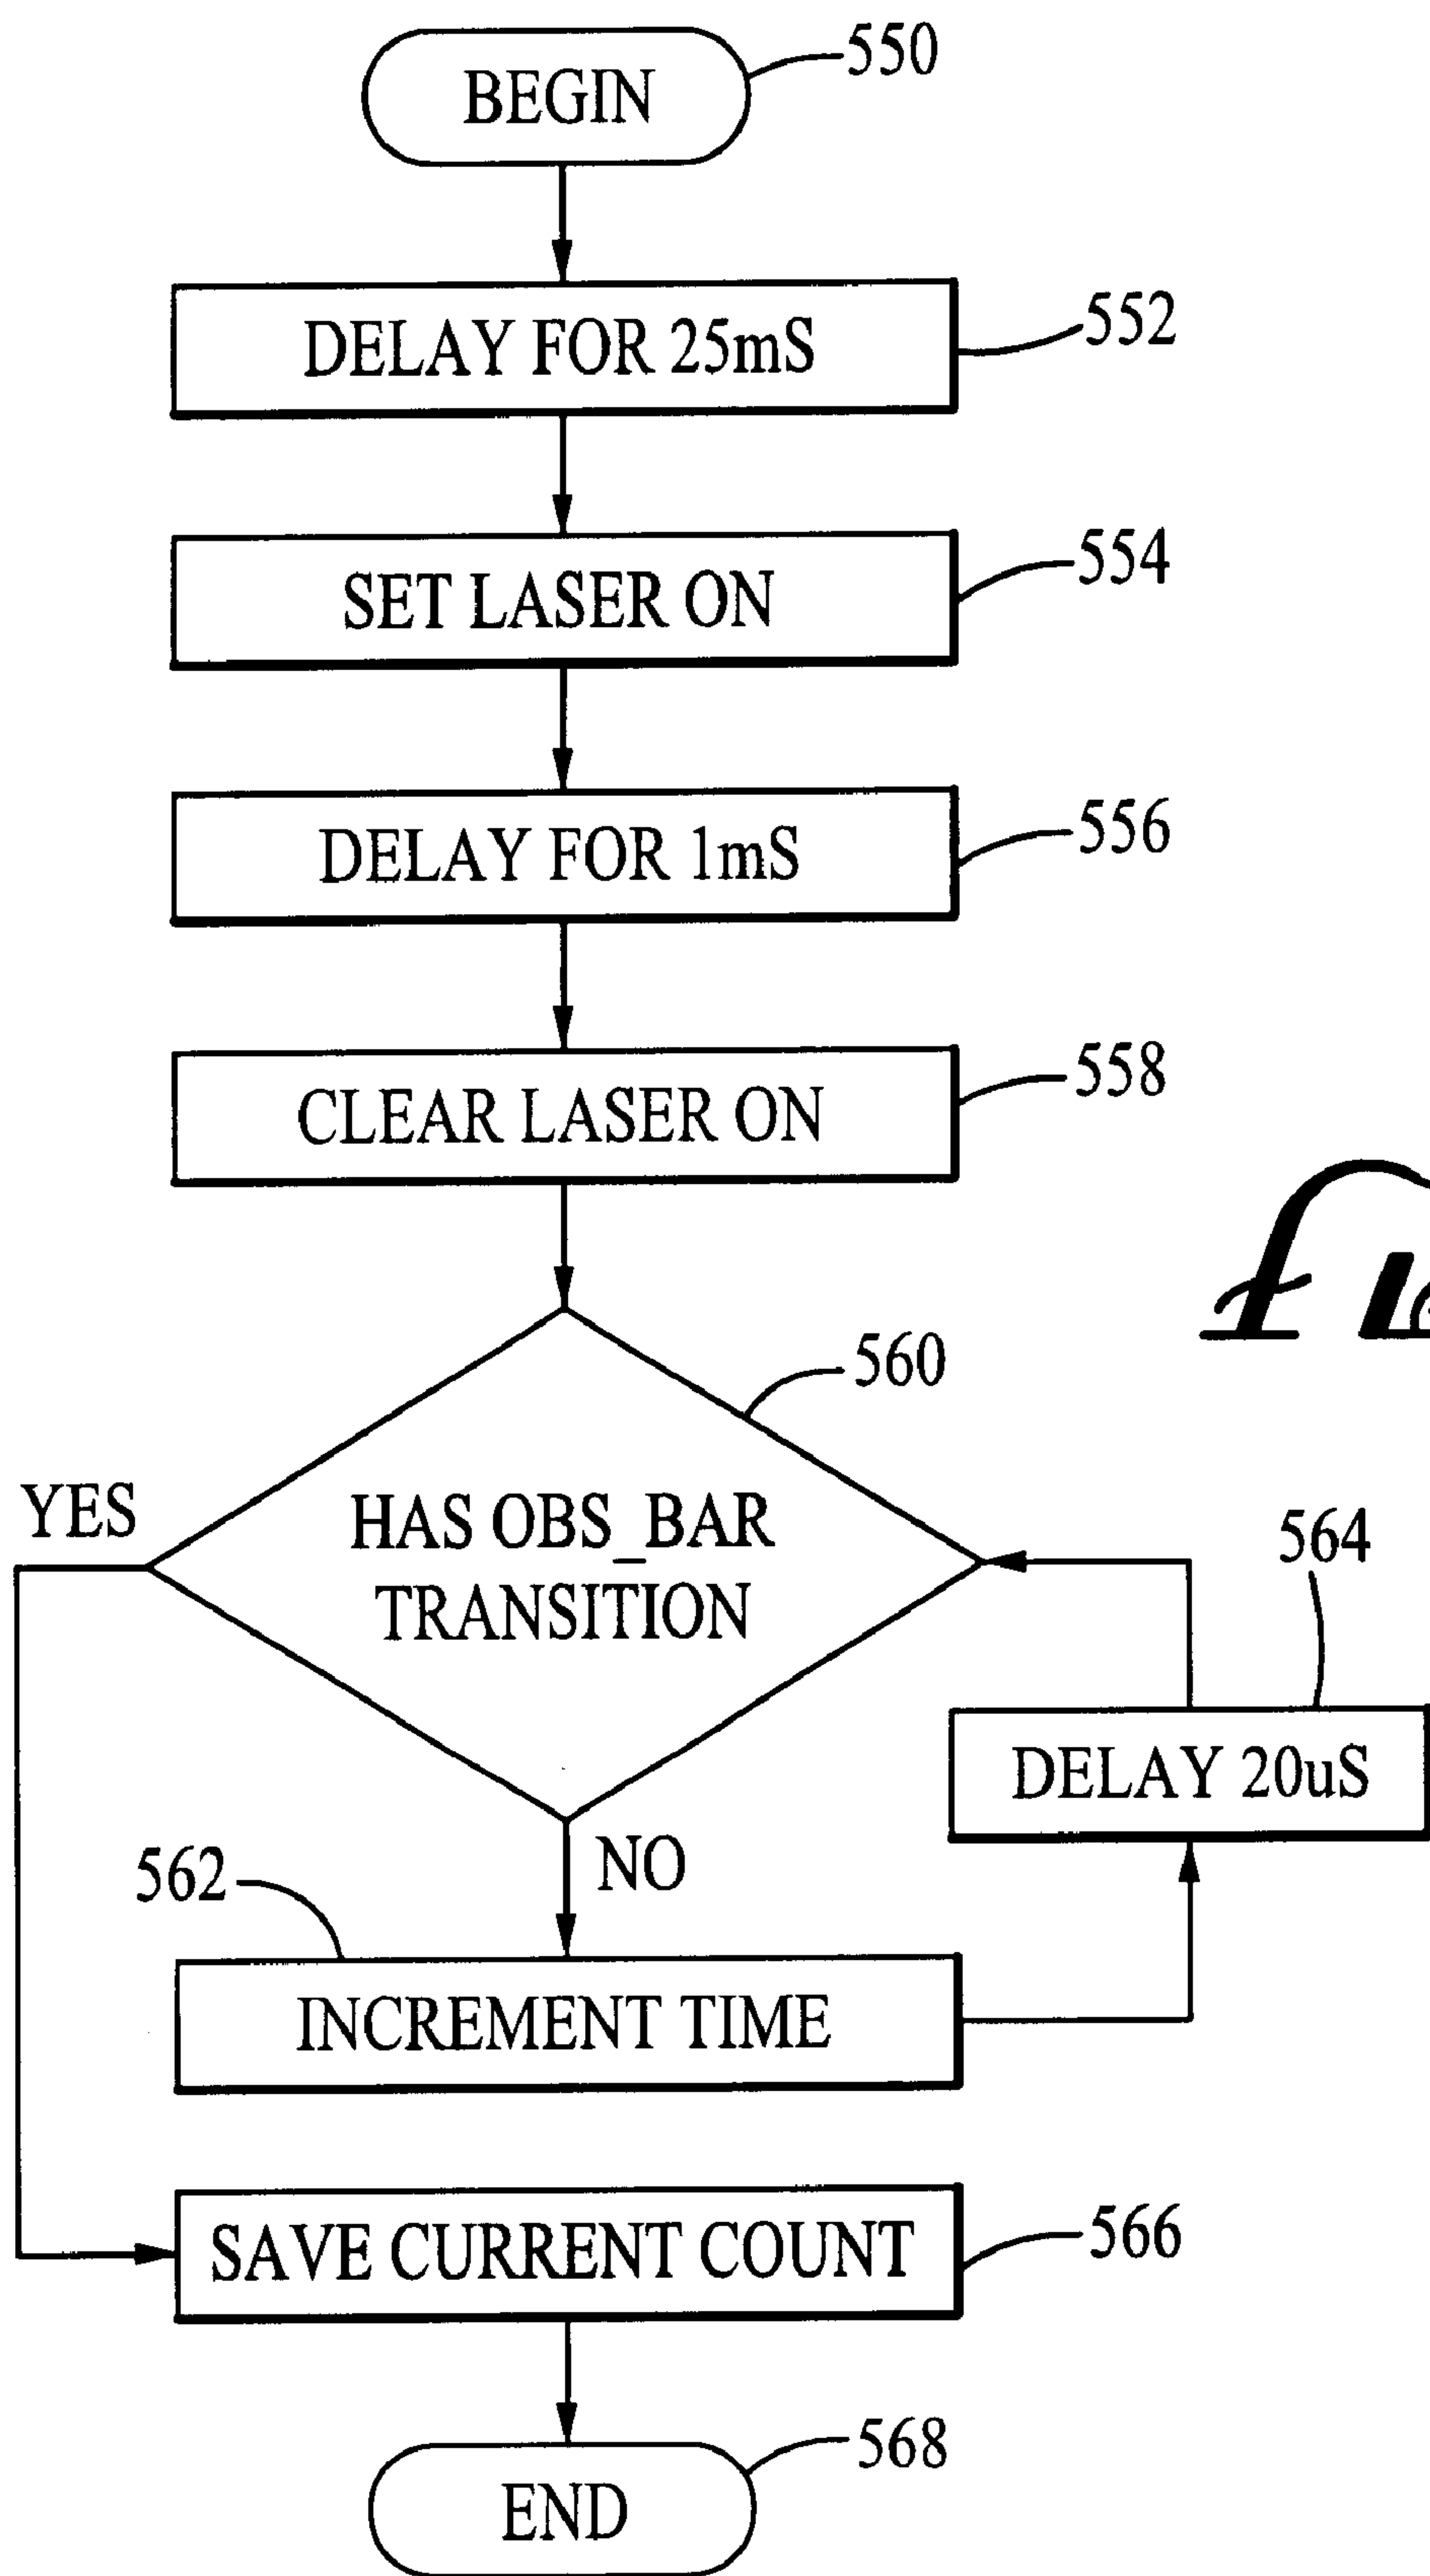 BEGIN
550
DELAY FOR 25mS
552
SET LASER ON
554
DELAY FOR 1mS
556
CLEAR LASER ON
558
560
YES
HAS OBS_BAR
TRANSITION
564
DELAY 20uS
NO
562
INCREMENT TIME
SAVE CURRENT COUNT
566
568
END